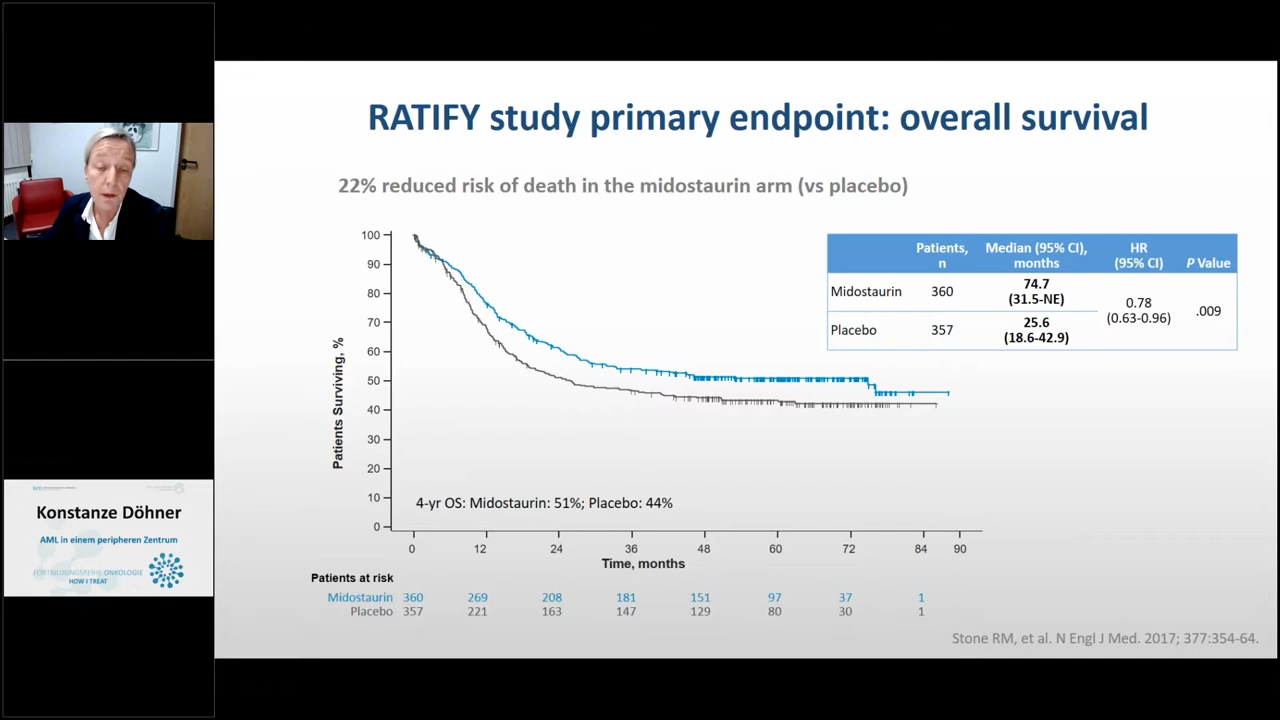 RATIFY study primary endpoint: overall survival
22% reduced risk of death in the midostaurin arm (vs placebo)
Patients, n
Median (95% CI), months
HR (95% CI)
P Value
Midostaurin 360 74.7 (31.5-NE)
0.78 (0.63-0.96)
.009
Placebo 357 25.6 (18.6-42.9)
Patients Surviving, %
100
90
80
70
60
50
40
30
20
10
0
4-yr OS: Midostaurin: 51%; Placebo: 44%
0 12 24 36 48 60 72 84 90
Time, months
Patients at risk
Midostaurin 360 269 208 181 151 97 37 1
Placebo 357 221 163 147 129 80 30 1
Stone RM, et al. N Engl J Med. 2017; 377:354-64.
Konstanze Döhner
AML in einem peripheren Zentrum
FORTBILDUNGSREIHE ONKOLOGIE
HOW I TREAT